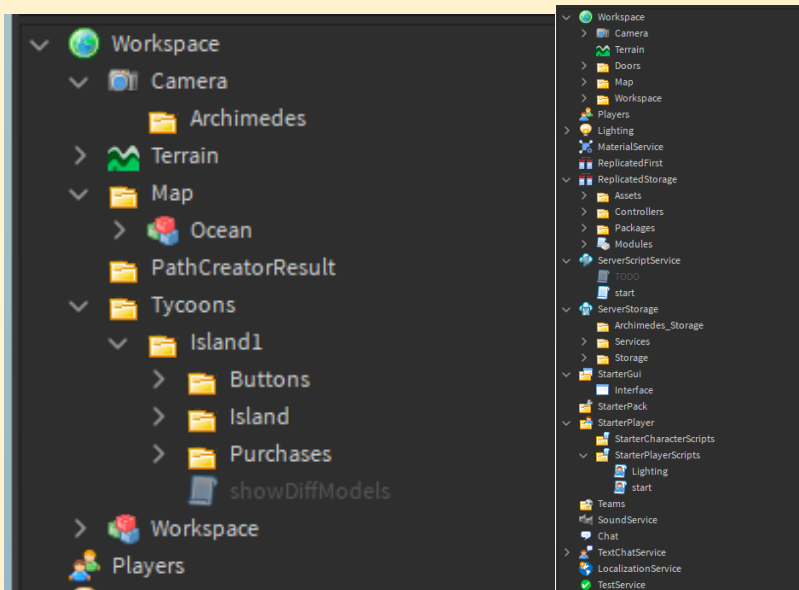 Workspace
Camera
Archimedes
Terrain
Map
Ocean
PathCreatorResult
Tycoons
Island1
Buttons
Island
Purchases
showDiffModels
Workspace
Players
Workspace
Camera
Terrain
Doors
Map
Workspace
Players
Lighting
MaterialService
ReplicatedFirst
ReplicatedStorage
Assets
Controllers
Packages
Modules
ServerScriptService
TODO
start
ServerStorage
Archimedes_Storage
Services
Storage
StarterGui
Interface
StarterPack
StarterPlayer
StarterCharacterScripts
StarterPlayerScripts
Lighting
start
Teams
SoundService
Chat
TextChatService
LocalizationService
TestService